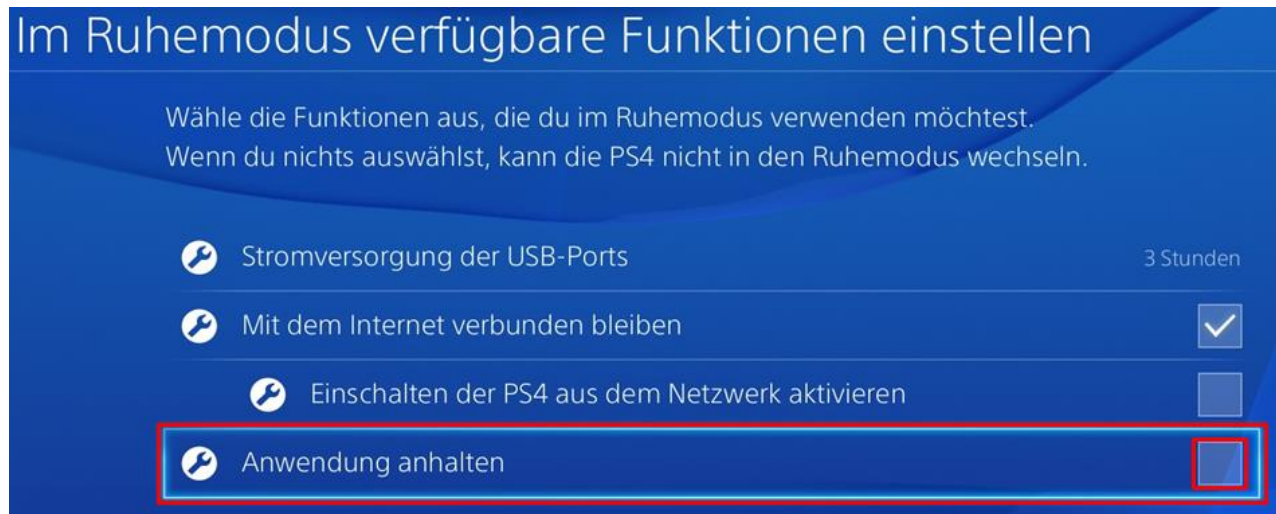 Im Ruhemodus verfügbare Funktionen einstellen
Wähle die Funktionen aus, die du im Ruhemodus verwenden möchtest.
Wenn du nichts auswählst, kann die PS4 nicht in den Ruhemodus wechseln.
Stromversorgung der USB-Ports 3 Stunden
Mit dem Internet verbunden bleiben
Einschalten der PS4 aus dem Netzwerk aktivieren
Anwendung anhalten